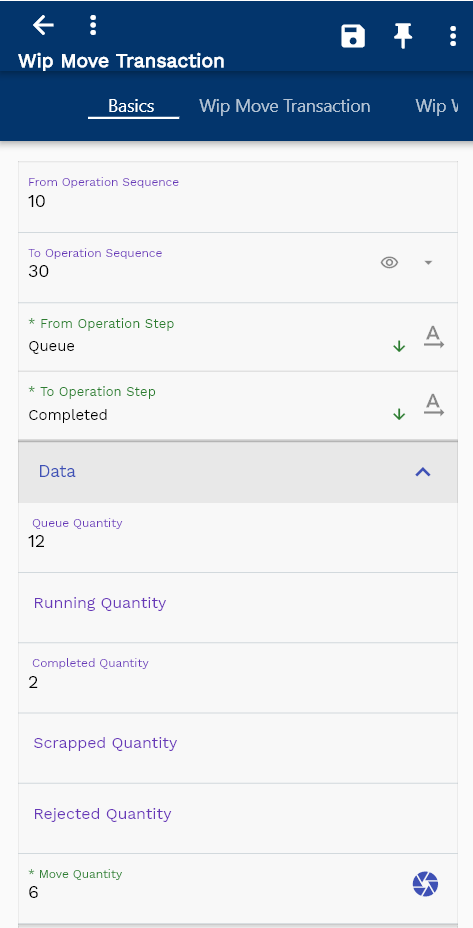 Wip Move Transaction
Basics
Wip Move Transaction
Wip
From Operation Sequence
10
To Operation Sequence
30
* From Operation Step
Queue
* To Operation Step
Completed
Data
Queue Quantity
12
Running Quantity
Completed Quantity
2
Scrapped Quantity
Rejected Quantity
* Move Quantity
6